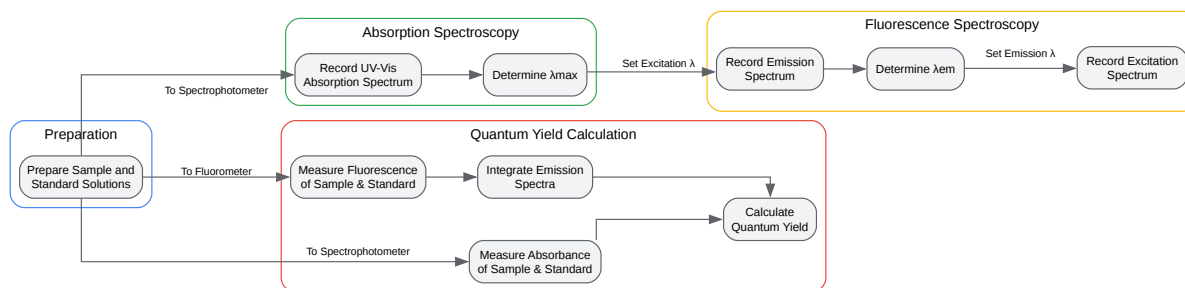 Absorption Spectroscopy
Record UV-Vis
Absorption Spectrum
Determine λmax
To Spectrophotometer
Set Excitation λ
Fluorescence Spectroscopy
Record Emission
Spectrum
Determine λem
Set Emission λ
Record Excitation
Spectrum
Preparation
Prepare Sample and
Standard Solutions
To Fluorometer
Quantum Yield Calculation
Measure Fluorescence
of Sample & Standard
Integrate Emission
Spectra
Calculate
Quantum Yield
To Spectrophotometer
Measure Absorbance
of Sample & Standard